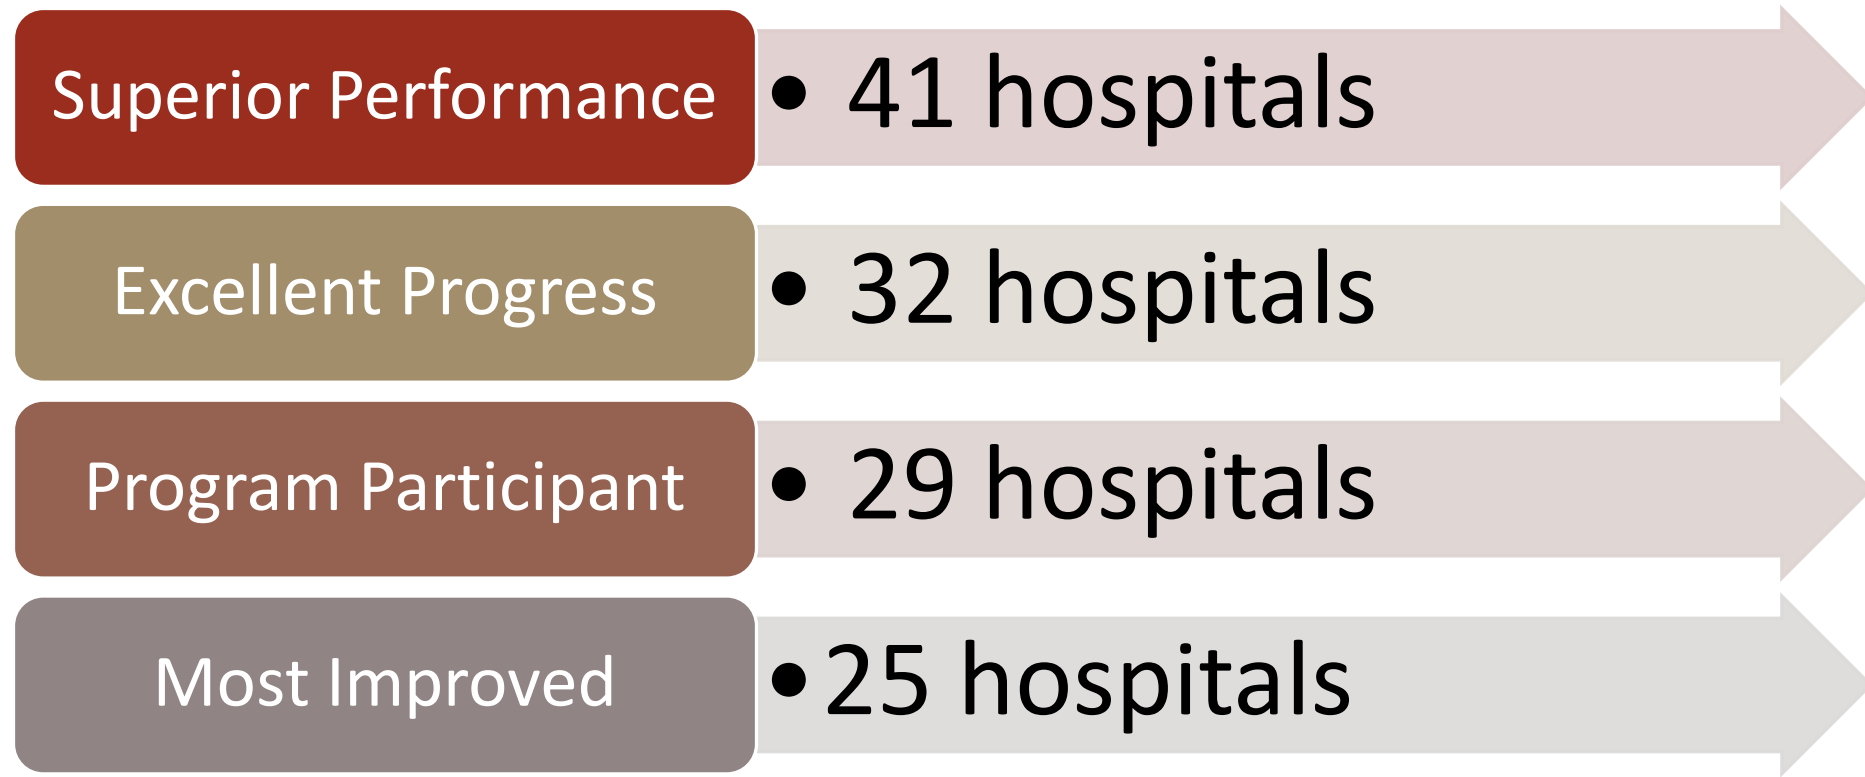 Superior Performance
• 41 hospitals
Excellent Progress
• 32 hospitals
Program Participant
• 29 hospitals
Most Improved
• 25 hospitals